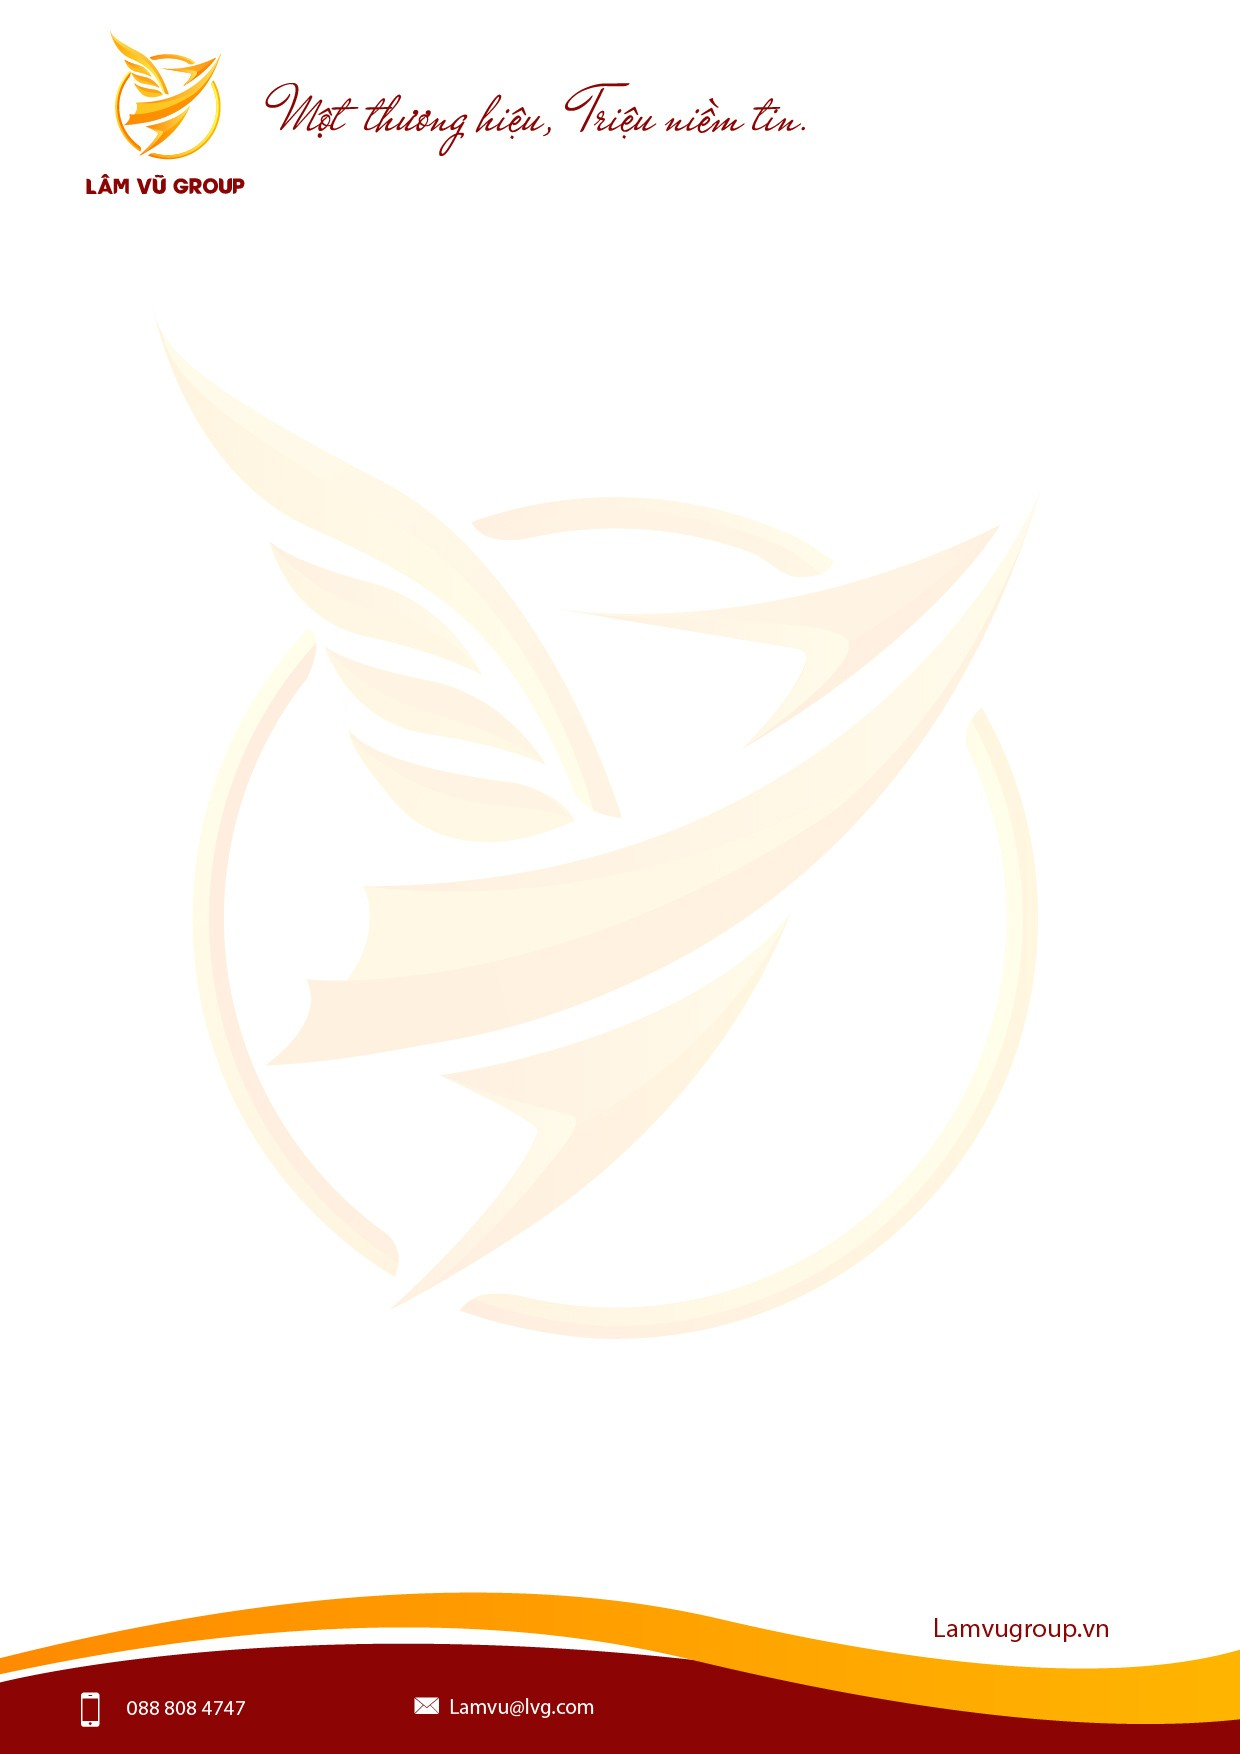 Một thương hiệu, Triệu niềm tin.
LÂM VŨ GROUP
Lamvugroup.vn
088 808 4747
Lamvu@lvg.com